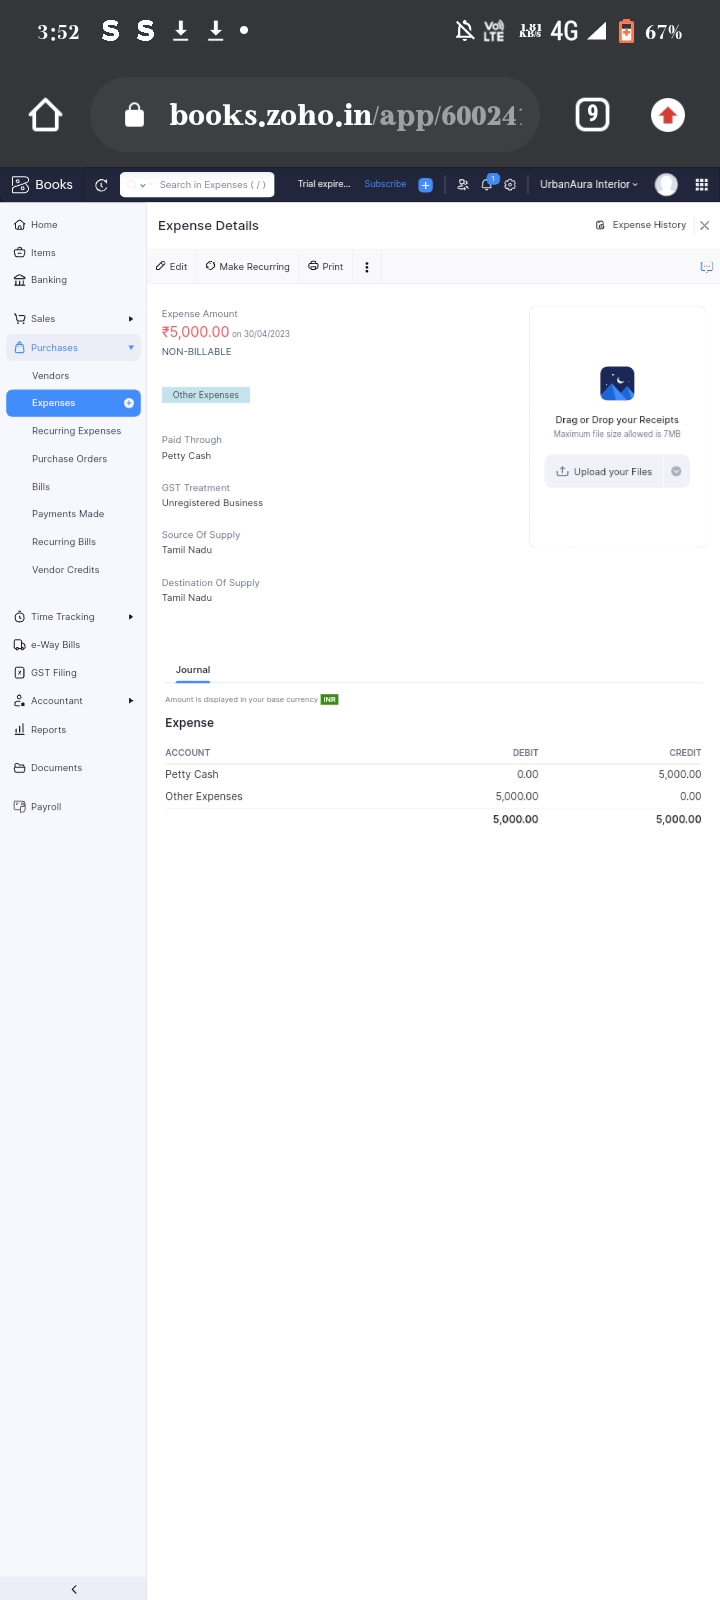 3:52 S S VoI) LTE 1.81 KB/s 4G 67%
books.zoho.in/app/60024 9
Books Search in Expenses ( / ) Trial expire... Subscribe 1 UrbanAura Interior
Home
Items
Banking
Sales
Purchases
Vendors
Expenses
Recurring Expenses
Purchase Orders
Bills
Payments Made
Recurring Bills
Vendor Credits
Time Tracking
e-Way Bills
GST Filing
Accountant
Reports
Documents
Payroll
Expense Details Expense History
Edit Make Recurring Print
Expense Amount
₹5,000.00 on 30/04/2023
NON-BILLABLE
Other Expenses
Paid Through
Petty Cash
GST Treatment
Unregistered Business
Source Of Supply
Tamil Nadu
Destination Of Supply
Tamil Nadu
Drag or Drop your Receipts
Maximum file size allowed is 7MB
Upload your Files
Journal
Amount is displayed in your base currency INR
Expense
ACCOUNT DEBIT CREDIT
Petty Cash 0.00 5,000.00
Other Expenses 5,000.00 0.00
5,000.00 5,000.00